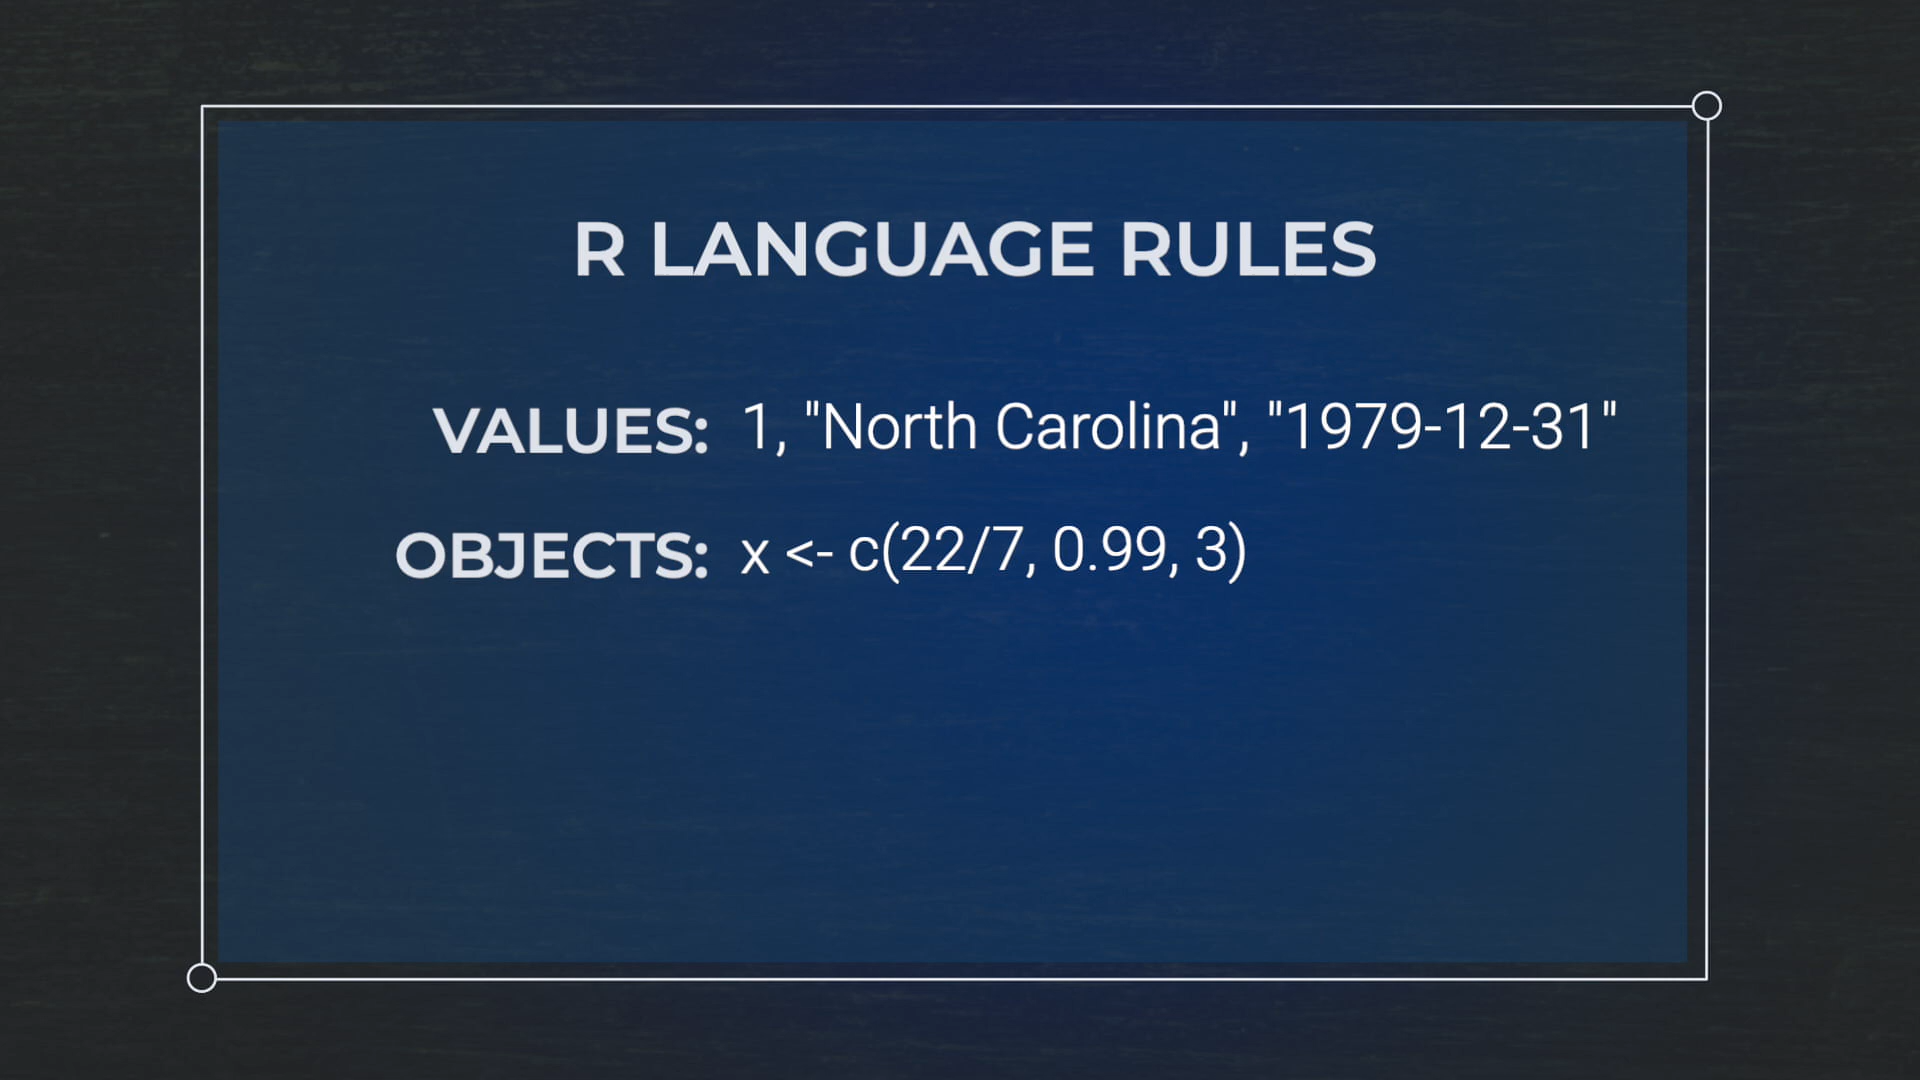 R LANGUAGE RULES
VALUES: 1, "North Carolina", "1979-12-31"
OBJECTS: x <- c(22/7, 0.99, 3)